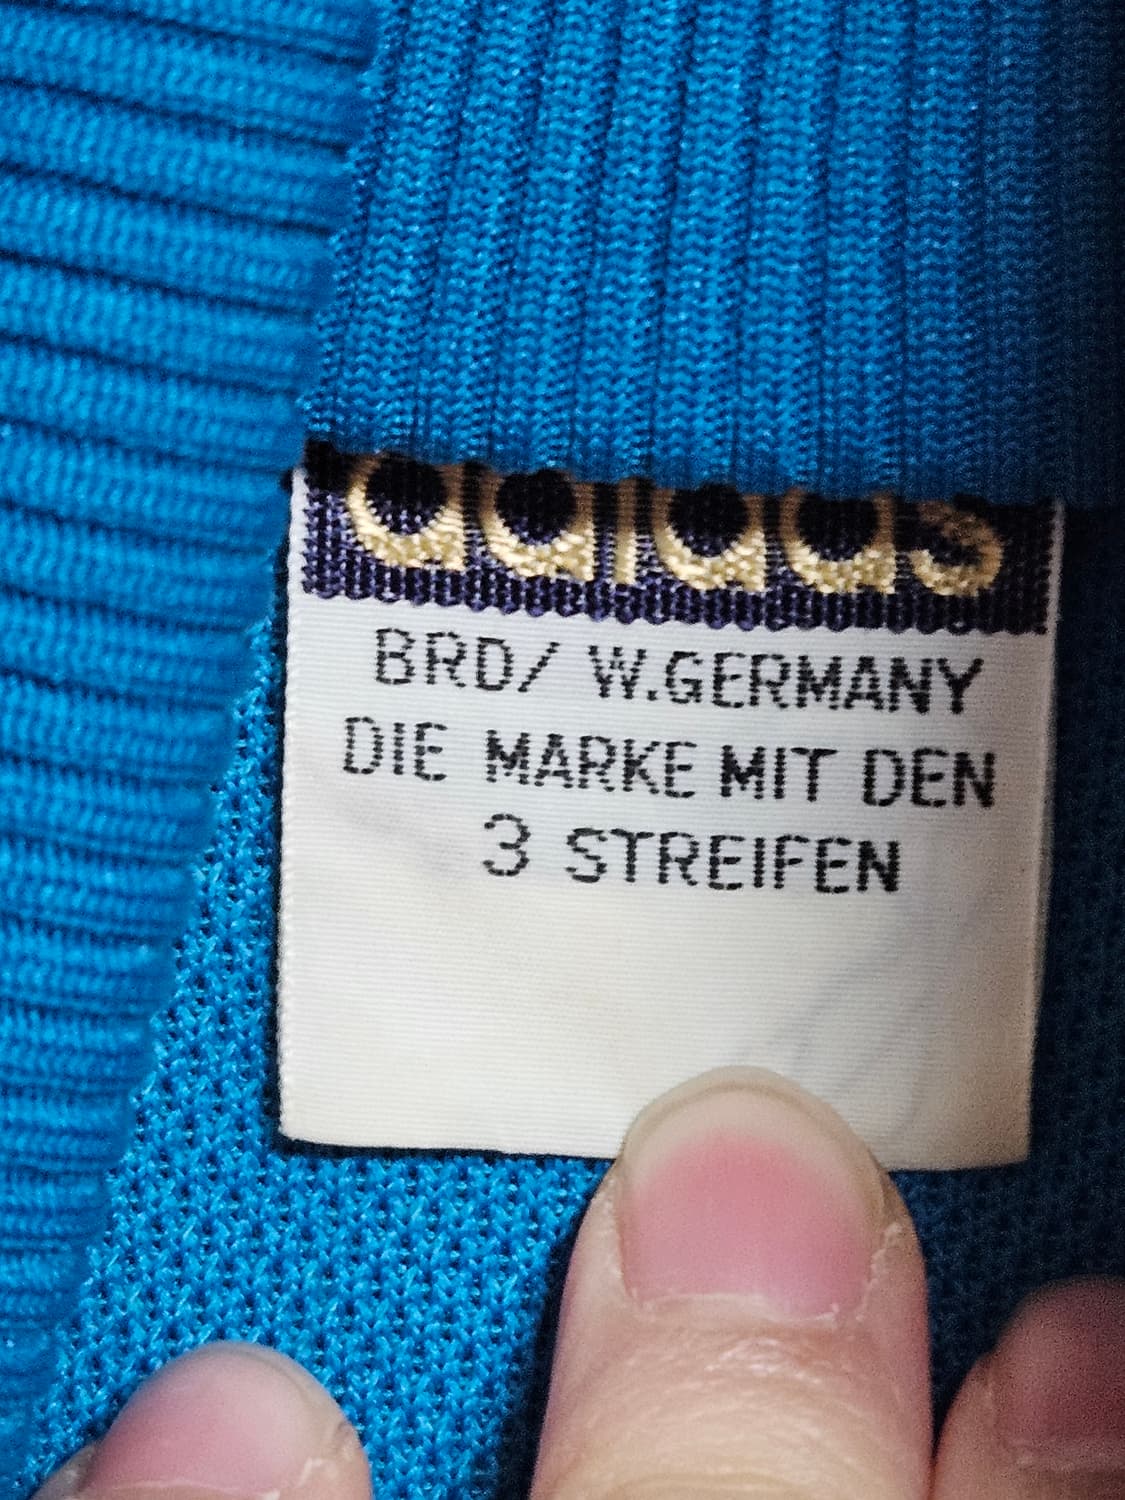 adidas
BRD/ W.GERMANY
DIE MARKE MIT DEN
3 STREIFEN